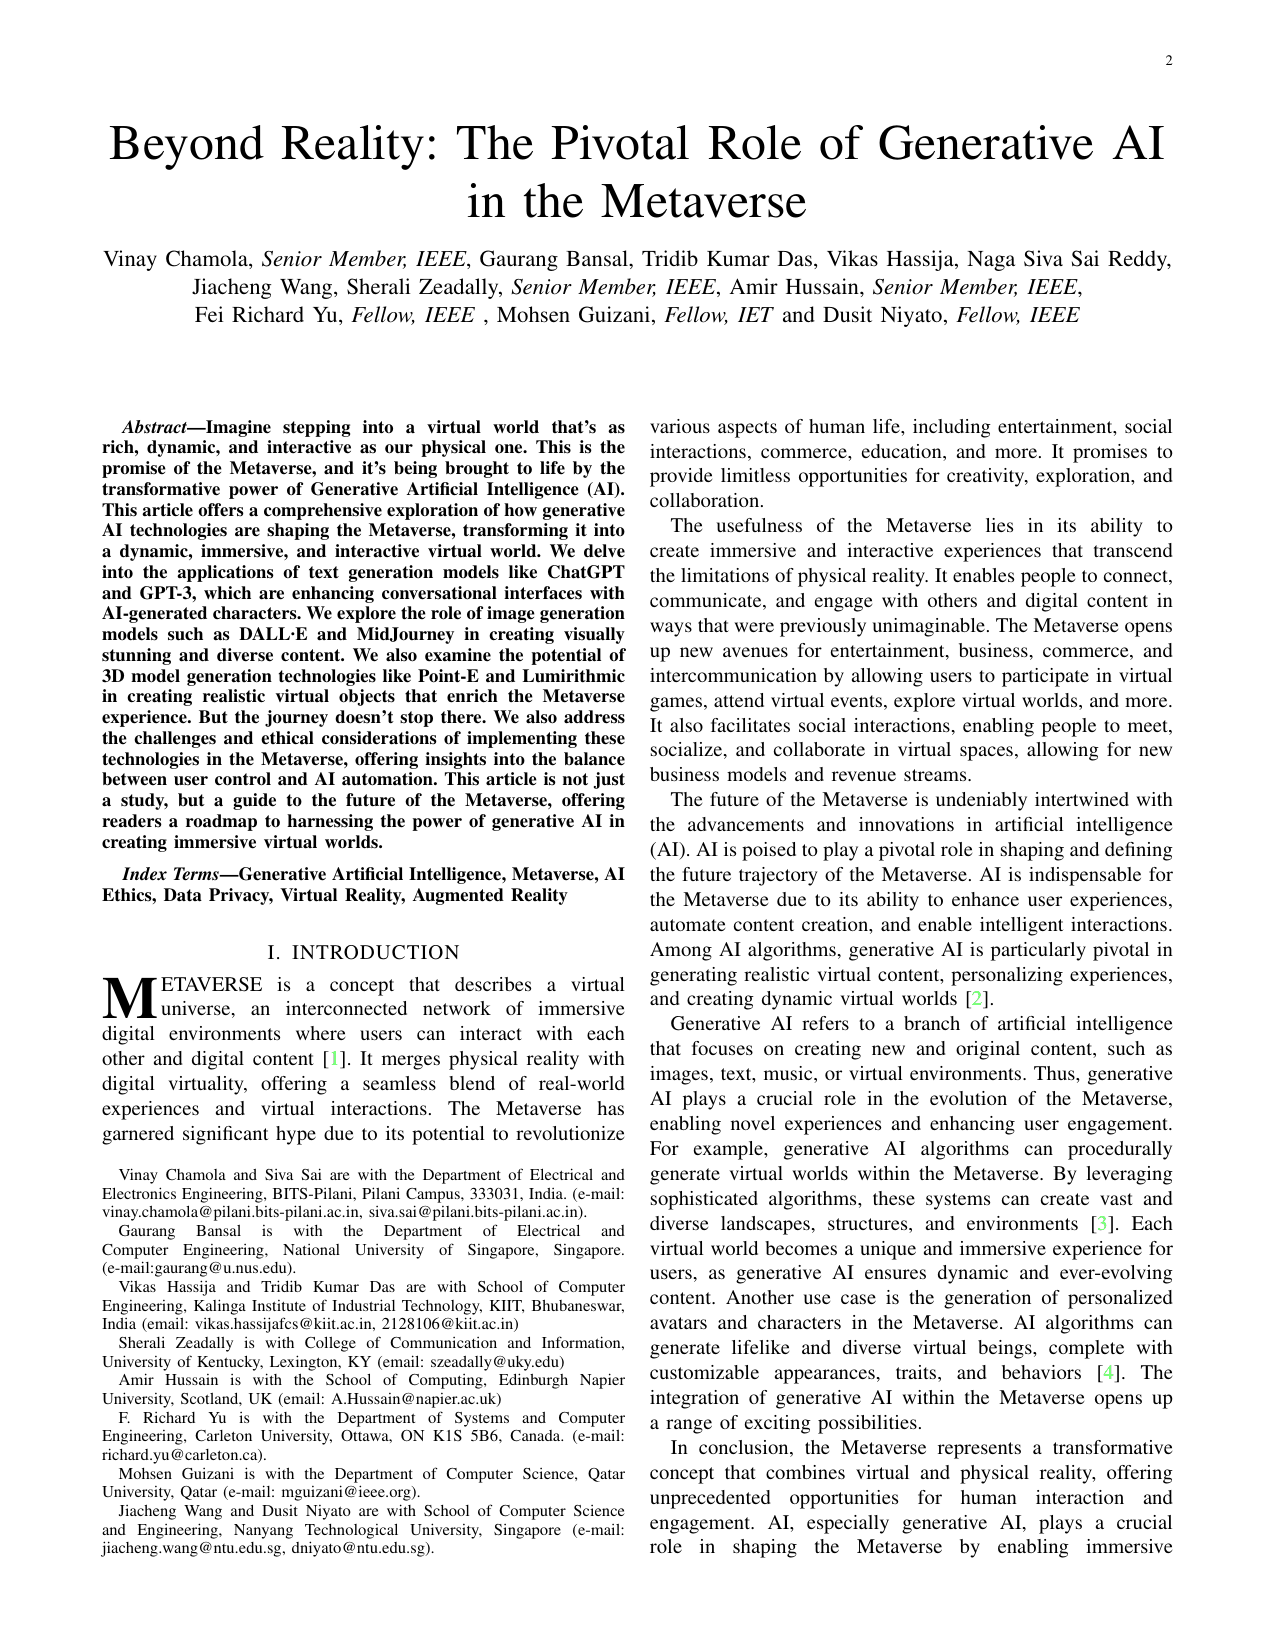 2
Beyond Reality: The Pivotal Role of Generative AI
in the Metaverse
Vinay Chamola, Senior Member, IEEE, Gaurang Bansal, Tridib Kumar Das, Vikas Hassija, Naga Siva Sai Reddy,
Jiacheng Wang, Sherali Zeadally, Senior Member, IEEE, Amir Hussain, Senior Member, IEEE,
Fei Richard Yu, Fellow, IEEE , Mohsen Guizani, Fellow, IET and Dusit Niyato, Fellow, IEEE
Abstract—Imagine stepping into a virtual world that's as
rich, dynamic, and interactive as our physical one. This is the
promise of the Metaverse, and it's being brought to life by the
transformative power of Generative Artificial Intelligence (AI).
This article offers a comprehensive exploration of how generative
AI technologies are shaping the Metaverse, transforming it into
a dynamic, immersive, and interactive virtual world. We delve
into the applications of text generation models like ChatGPT
and GPT-3, which are enhancing conversational interfaces with
AI-generated characters. We explore the role of image generation
models such as DALL·E and MidJourney in creating visually
stunning and diverse content. We also examine the potential of
3D model generation technologies like Point-E and Lumirithmic
in creating realistic virtual objects that enrich the Metaverse
experience. But the journey doesn't stop there. We also address
the challenges and ethical considerations of implementing these
technologies in the Metaverse, offering insights into the balance
between user control and AI automation. This article is not just
a study, but a guide to the future of the Metaverse, offering
readers a roadmap to harnessing the power of generative AI in
creating immersive virtual worlds.
Index Terms—Generative Artificial Intelligence, Metaverse, AI
Ethics, Data Privacy, Virtual Reality, Augmented Reality
I. INTRODUCTION
METAVERSE is a concept that describes a virtual
universe, an interconnected network of immersive
digital environments where users can interact with each
other and digital content [1]. It merges physical reality with
digital virtuality, offering a seamless blend of real-world
experiences and virtual interactions. The Metaverse has
garnered significant hype due to its potential to revolutionize
Vinay Chamola and Siva Sai are with the Department of Electrical and
Electronics Engineering, BITS-Pilani, Pilani Campus, 333031, India. (e-mail:
vinay.chamola@pilani.bits-pilani.ac.in, siva.sai@pilani.bits-pilani.ac.in).
Gaurang Bansal is with the Department of Electrical and
Computer Engineering, National University of Singapore, Singapore.
(e-mail:gaurang@u.nus.edu).
Vikas Hassija and Tridib Kumar Das are with School of Computer
Engineering, Kalinga Institute of Industrial Technology, KIIT, Bhubaneswar,
India (email: vikas.hassijafcs@kiit.ac.in, 2128106@kiit.ac.in)
Sherali Zeadally is with College of Communication and Information,
University of Kentucky, Lexington, KY (email: szeadally@uky.edu)
Amir Hussain is with the School of Computing, Edinburgh Napier
University, Scotland, UK (email: A.Hussain@napier.ac.uk)
F. Richard Yu is with the Department of Systems and Computer
Engineering, Carleton University, Ottawa, ON K1S 5B6, Canada. (e-mail:
richard.yu@carleton.ca).
Mohsen Guizani is with the Department of Computer Science, Qatar
University, Qatar (e-mail: mguizani@ieee.org).
Jiacheng Wang and Dusit Niyato are with School of Computer Science
and Engineering, Nanyang Technological University, Singapore (e-mail:
jiacheng.wang@ntu.edu.sg, dniyato@ntu.edu.sg).
various aspects of human life, including entertainment, social
interactions, commerce, education, and more. It promises to
provide limitless opportunities for creativity, exploration, and
collaboration.
The usefulness of the Metaverse lies in its ability to
create immersive and interactive experiences that transcend
the limitations of physical reality. It enables people to connect,
communicate, and engage with others and digital content in
ways that were previously unimaginable. The Metaverse opens
up new avenues for entertainment, business, commerce, and
intercommunication by allowing users to participate in virtual
games, attend virtual events, explore virtual worlds, and more.
It also facilitates social interactions, enabling people to meet,
socialize, and collaborate in virtual spaces, allowing for new
business models and revenue streams.
The future of the Metaverse is undeniably intertwined with
the advancements and innovations in artificial intelligence
(AI). AI is poised to play a pivotal role in shaping and defining
the future trajectory of the Metaverse. AI is indispensable for
the Metaverse due to its ability to enhance user experiences,
automate content creation, and enable intelligent interactions.
Among AI algorithms, generative AI is particularly pivotal in
generating realistic virtual content, personalizing experiences,
and creating dynamic virtual worlds [2].
Generative AI refers to a branch of artificial intelligence
that focuses on creating new and original content, such as
images, text, music, or virtual environments. Thus, generative
AI plays a crucial role in the evolution of the Metaverse,
enabling novel experiences and enhancing user engagement.
For example, generative AI algorithms can procedurally
generate virtual worlds within the Metaverse. By leveraging
sophisticated algorithms, these systems can create vast and
diverse landscapes, structures, and environments [3]. Each
virtual world becomes a unique and immersive experience for
users, as generative AI ensures dynamic and ever-evolving
content. Another use case is the generation of personalized
avatars and characters in the Metaverse. AI algorithms can
generate lifelike and diverse virtual beings, complete with
customizable appearances, traits, and behaviors [4]. The
integration of generative AI within the Metaverse opens up
a range of exciting possibilities.
In conclusion, the Metaverse represents a transformative
concept that combines virtual and physical reality, offering
unprecedented opportunities for human interaction and
engagement. AI, especially generative AI, plays a crucial
role in shaping the Metaverse by enabling immersive